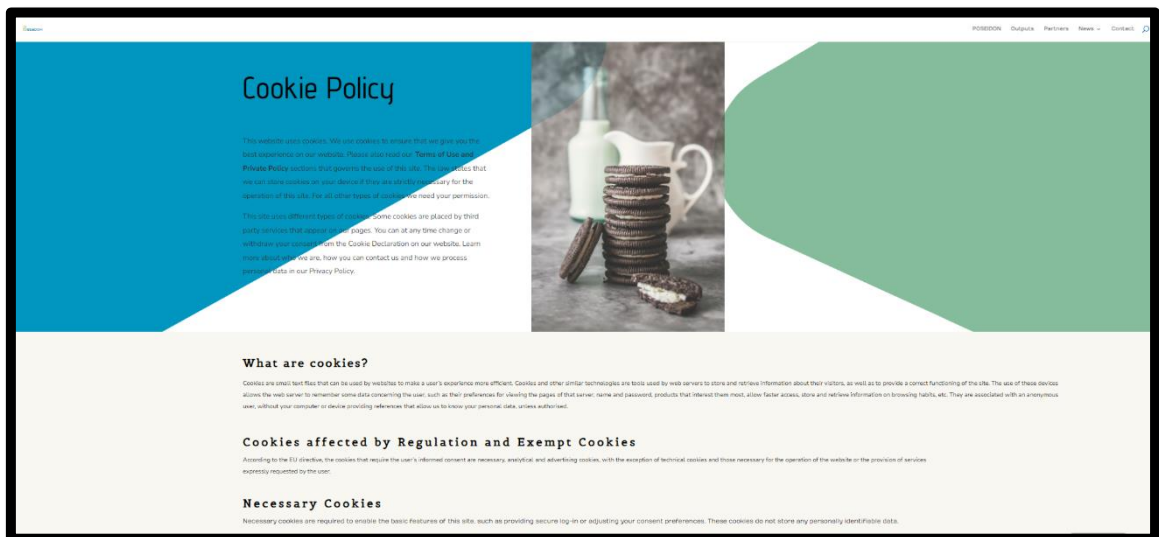 POSEIDON Outputs Partners News Contact
Cookie Policy
This website uses cookies. We use cookies to ensure that we give you the
best experience on our website. Please also read our Terms of Use and
Private Policy sections that governs the use of this site. The law states that
we can store cookies on your device if they are strictly necessary for the
operation of this site. For all other types of cookies we need your permission.
This site uses different types of cookies. Some cookies are placed by third
party services that appear on our pages. You can at any time change or
withdraw your consent from the Cookie Declaration on our website. Learn
more about who we are, how you can contact us and how we process
personal data in our Privacy Policy.
What are cookies?
Cookies are small text files that can be used by websites to make a user's experience more efficient. Cookies and other similar technologies are tools used by web servers to store and retrieve information about their visitors, as well as to provide a correct functioning of the site. The use of these devices
allows the web server to remember some data concerning the user, such as their preferences for viewing the pages of that server, name and password, products that interest them most, allow faster access, store and retrieve information on browsing habits, etc. They are associated with an anonymous
user, without your computer or device providing references that allow us to know your personal data, unless authorised.
Cookies affected by Regulation and Exempt Cookies
According to the EU directive, the cookies that require the user's informed consent are necessary, analytical and advertising cookies, with the exception of technical cookies and those necessary for the operation of the website or the provision of services
expressly requested by the user.
Necessary Cookies
Necessary cookies are required to enable the basic features of this site, such as providing secure log-in or adjusting your consent preferences. These cookies do not store any personally identifiable data.